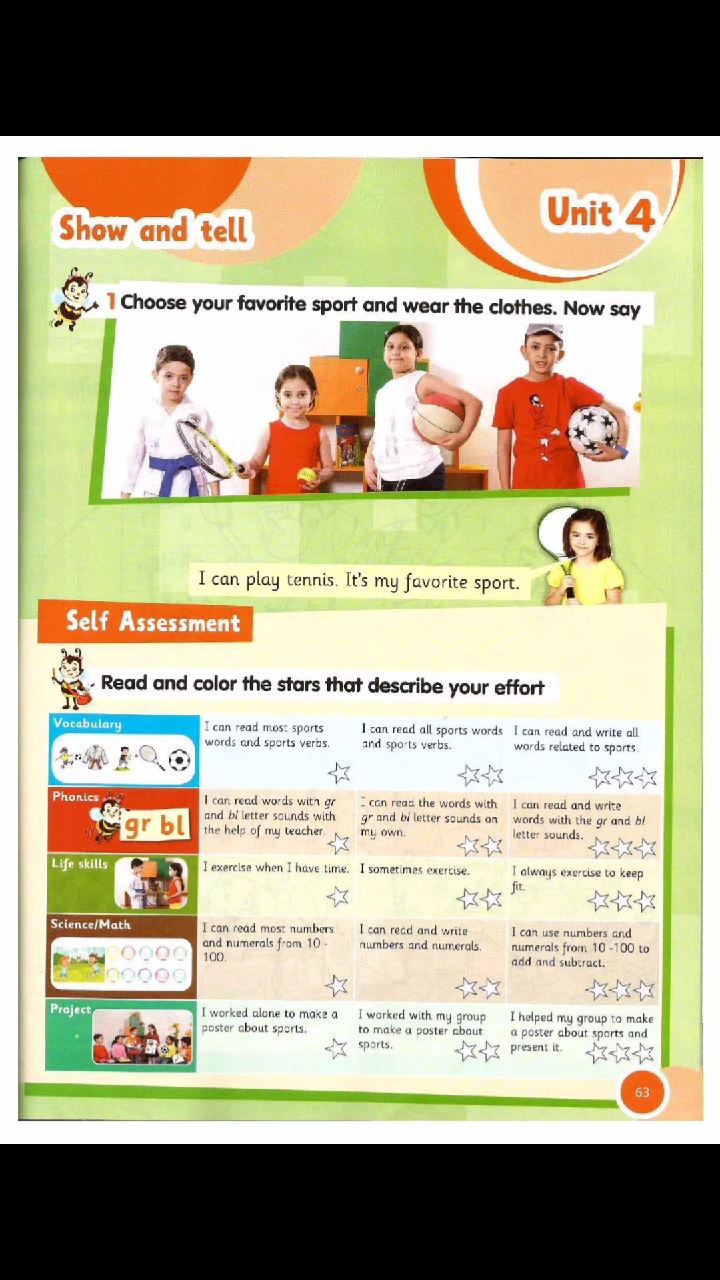 Show and tell
Unit 4
1 Choose your favorite sport and wear the clothes. Now say
I can play tennis. It's my favorite sport.
Self Assessment
Read and color the stars that describe your effort
Vocabulary
I can read most sports
words and sports verbs.
I can read all sports words
and sports verbs.
I can read and write all
words related to sports.
Phonics
gr bl
I can read words with gr
and bl letter sounds with
the help of my teacher.
I can read the words with
gr and bl letter sounds on
my own.
I can read and write
words with the gr and bl
letter sounds.
Life skills
I exercise when I have time.
I sometimes exercise.
I always exercise to keep
fit.
Science/Math
I can read most numbers
and numerals from 10 -
100.
I can read and write
numbers and numerals.
I can use numbers and
numerals from 10 -100 to
add and subtract.
Project
I worked alone to make a
poster about sports.
I worked with my group
to make a poster about
sports.
I helped my group to make
a poster about sports and
present it.
63